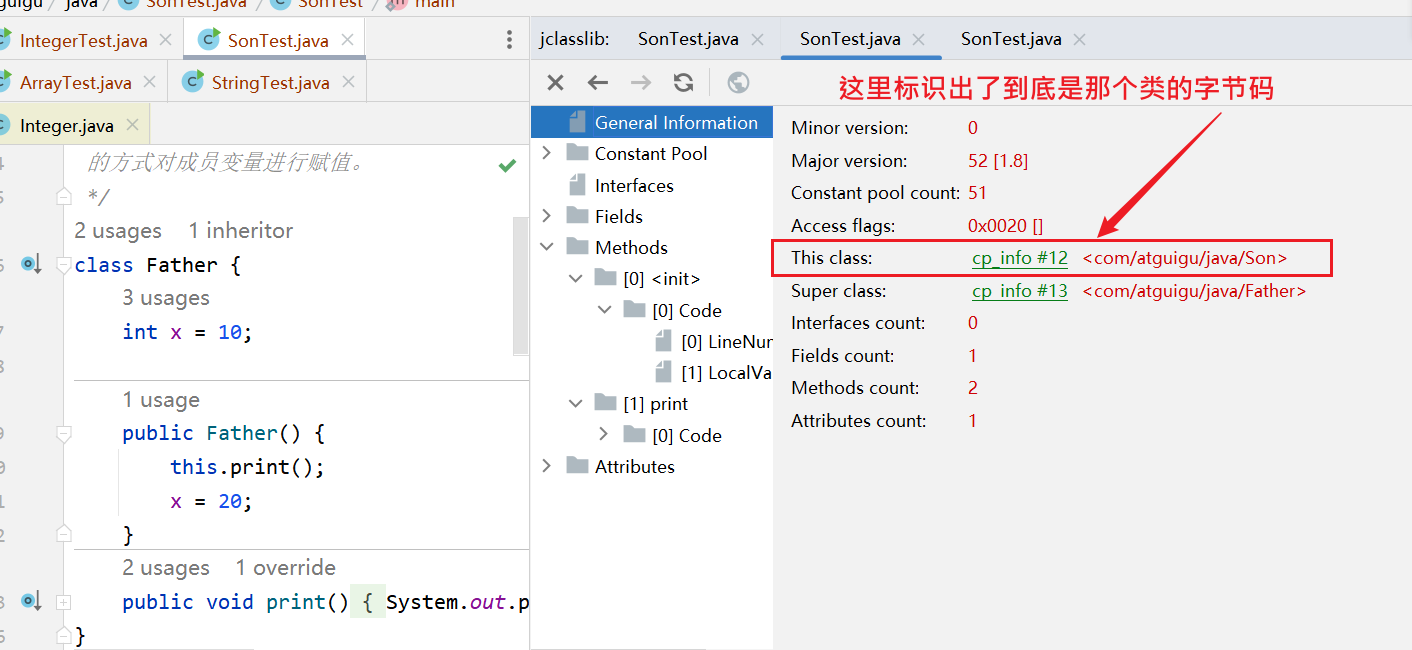 java / SonTest.java / SonTest / main
IntegerTest.java
SonTest.java
ArrayTest.java
StringTest.java
Integer.java
的方式对成员变量进行赋值。
*/
2 usages 1 inheritor
class Father {
3 usages
int x = 10;
1 usage
public Father() {
this.print();
x = 20;
}
2 usages 1 override
public void print() { System.out.p
}
jclasslib:
SonTest.java
SonTest.java
SonTest.java
这里标识出了到底是那个类的字节码
General Information
Constant Pool
Interfaces
Fields
Methods
[0] <init>
[0] Code
[0] LineNur
[1] LocalVa
[1] print
[0] Code
Attributes
Minor version: 0
Major version: 52 [1.8]
Constant pool count: 51
Access flags: 0x0020 []
This class: cp_info #12 <com/atguigu/java/Son>
Super class: cp_info #13 <com/atguigu/java/Father>
Interfaces count: 0
Fields count: 1
Methods count: 2
Attributes count: 1